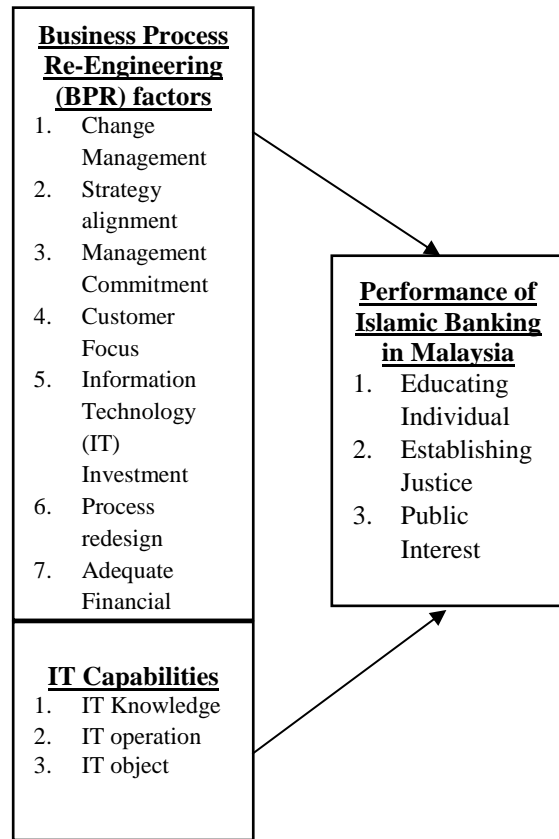 Business Process
Re-Engineering
(BPR) factors
1. Change
Management
2. Strategy
alignment
3. Management
Commitment
4. Customer
Focus
5. Information
Technology
(IT)
Investment
6. Process
redesign
7. Adequate
Financial
IT Capabilities
1. IT Knowledge
2. IT operation
3. IT object
Performance of
Islamic Banking
in Malaysia
1. Educating
Individual
2. Establishing
Justice
3. Public
Interest